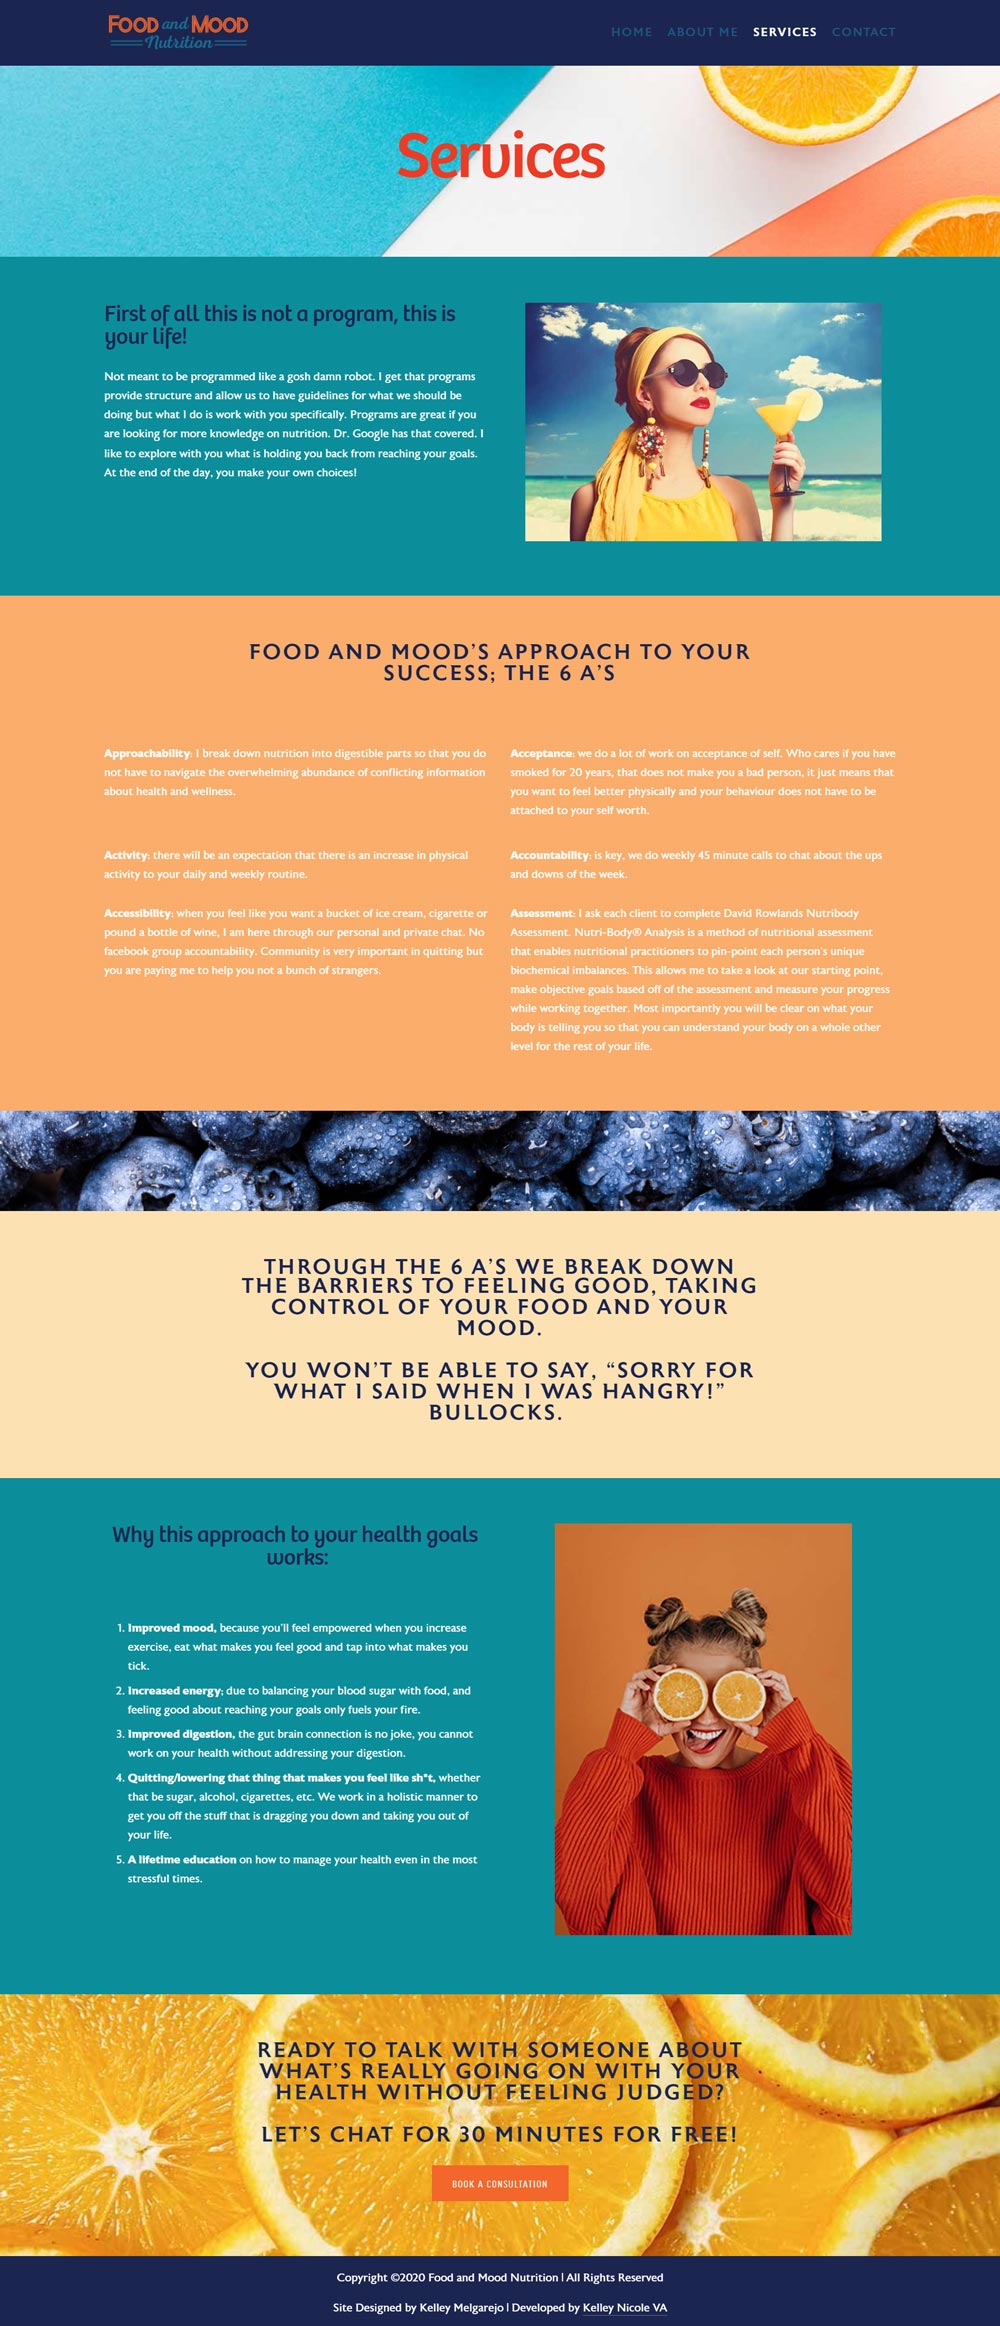 FOOD and MOOD
Nutrition
HOME ABOUT ME SERVICES CONTACT
Services
First of all this is not a program, this is
your life!
Not meant to be programmed like a gosh damn robot. I get that programs
provide structure and allow us to have guidelines for what we should be
doing but what I do is work with you specifically. Programs are great if you
are looking for more knowledge on nutrition. Dr. Google has that covered. I
like to explore with you what is holding you back from reaching your goals.
At the end of the day, you make your own choices!
FOOD AND MOOD’S APPROACH TO YOUR
SUCCESS; THE 6 A’S
Approachability: I break down nutrition into digestible parts so that you do
not have to navigate the overwhelming abundance of conflicting information
about health and wellness.
Acceptance: we do a lot of work on acceptance of self. Who cares if you have
smoked for 20 years, that does not make you a bad person, it just means that
you want to feel better physically and your behaviour does not have to be
attached to your self worth.
Activity: there will be an expectation that there is an increase in physical
activity to your daily and weekly routine.
Accountability: is key, we do weekly 45 minute calls to chat about the ups
and downs of the week.
Accessibility: when you feel like you want a bucket of ice cream, cigarette or
pound a bottle of wine, I am here through our personal and private chat. No
facebook group accountability. Community is very important in quitting but
you are paying me to help you not a bunch of strangers.
Assessment: I ask each client to complete David Rowlands Nutribody
Assessment. Nutri-Body® Analysis is a method of nutritional assessment
that enables nutritional practitioners to pin-point each person’s unique
biochemical imbalances. This allows me to take a look at our starting point,
make objective goals based off of the assessment and measure your progress
while working together. Most importantly you will be clear on what your
body is telling you so that you can understand your body on a whole other
level for the rest of your life.
THROUGH THE 6 A’S WE BREAK DOWN
THE BARRIERS TO FEELING GOOD, TAKING
CONTROL OF YOUR FOOD AND YOUR
MOOD.
YOU WON’T BE ABLE TO SAY, “SORRY FOR
WHAT I SAID WHEN I WAS HANGRY!”
BULLOCKS.
Why this approach to your health goals
works:
1. Improved mood, because you’ll feel empowered when you increase
exercise, eat what makes you feel good and tap into what makes you
tick.
2. Increased energy; due to balancing your blood sugar with food, and
feeling good about reaching your goals only fuels your fire.
3. Improved digestion, the gut brain connection is no joke, you cannot
work on your health without addressing your digestion.
4. Quitting/lowering that thing that makes you feel like sh*t, whether
that be sugar, alcohol, cigarettes, etc. We work in a holistic manner to
get you off the stuff that is dragging you down and taking you out of
your life.
5. A lifetime education on how to manage your health even in the most
stressful times.
READY TO TALK WITH SOMEONE ABOUT
WHAT’S REALLY GOING ON WITH YOUR
HEALTH WITHOUT FEELING JUDGED?
LET’S CHAT FOR 30 MINUTES FOR FREE!
BOOK A CONSULTATION
Copyright ©2020 Food and Mood Nutrition | All Rights Reserved
Site Designed by Kelley Melgarejo | Developed by Kelley Nicole VA